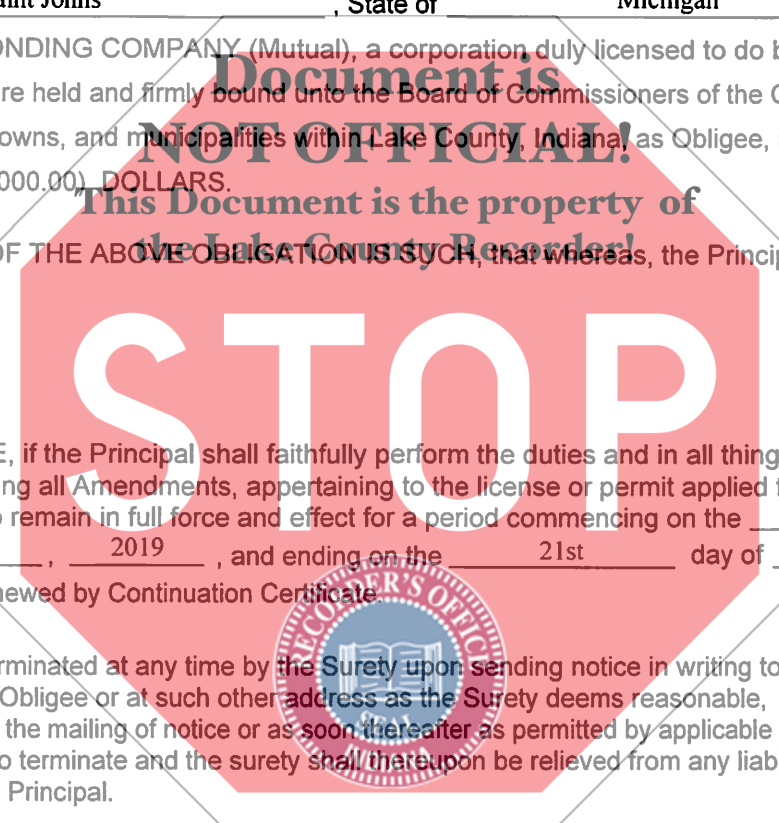 int Johns , State of Michigan
ONDING COMPANY (Mutual), a corporation duly licensed to do b
Document is
re held and firmly bound unto the Board of Commissioners of the C
NOT OFFICIAL!
owns, and municipalities within Lake County, Indiana, as Obligee,
000.00) DOLLARS.
This Document is the property of
the Lake County Recorder!
OF THE ABOVE OBLIGATION IS SUCH, that whereas, the Princip
STOP
E, if the Principal shall faithfully perform the duties and in all thing
ng all Amendments, appertaining to the license or permit applied f
o remain in full force and effect for a period commencing on the
, 2019 , and ending on the 21st day of
newed by Continuation Certificate.
RECORDER'S OFFICE
rminated at any time by the Surety upon sending notice in writing to
Obligee or at such other address as the Surety deems reasonable,
SEAL
the mailing of notice or as soon thereafter as permitted by applicable
INDIANA
o terminate and the surety shall thereupon be relieved from any liab
Principal.